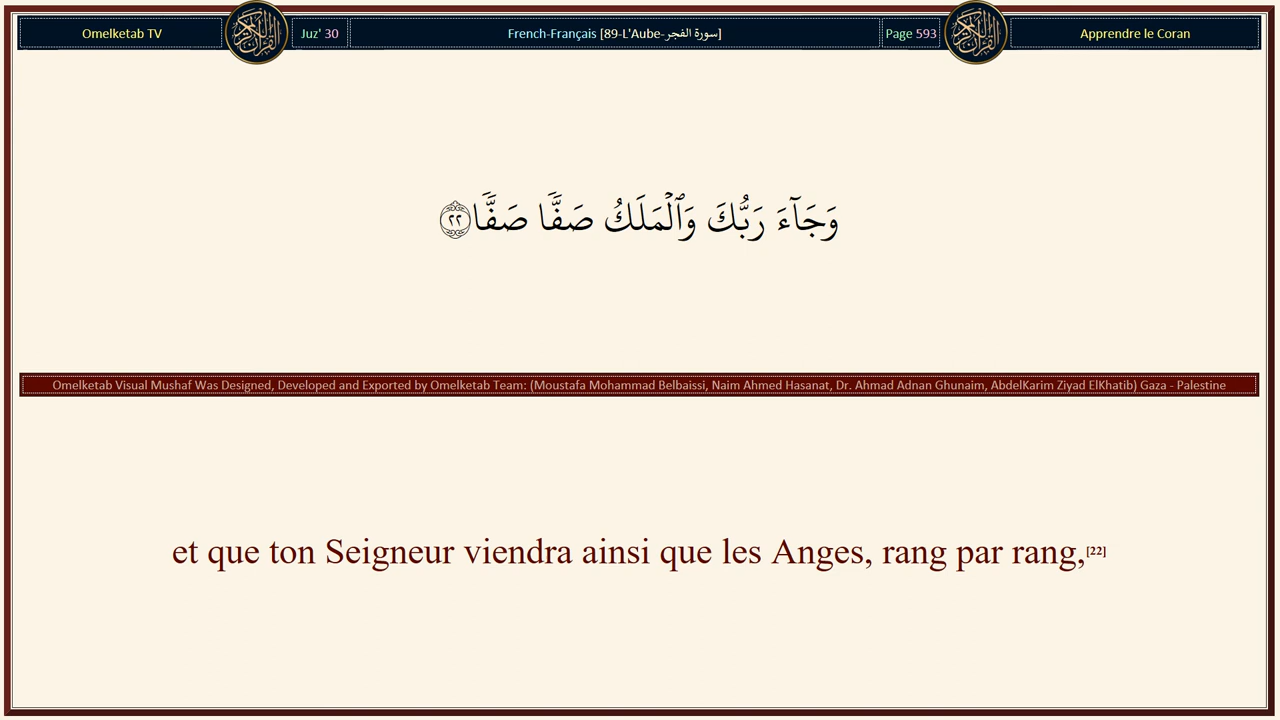 Omelketab TV
Juz' 30
French-Français [89-L'Aube-سورة الفجر]
Page 593
Apprendre le Coran
وَجَآءَ رَبُّكَ وَٱلْمَلَكُ صَفًّۭا صَفًّۭا ٢٢
Omelketab Visual Mushaf Was Designed, Developed and Exported by Omelketab Team: (Moustafa Mohammad Belbaissi, Naim Ahmed Hasanat, Dr. Ahmad Adnan Ghunaim, AbdelKarim Ziyad ElKhatib) Gaza - Palestine
et que ton Seigneur viendra ainsi que les Anges, rang par rang,[22]